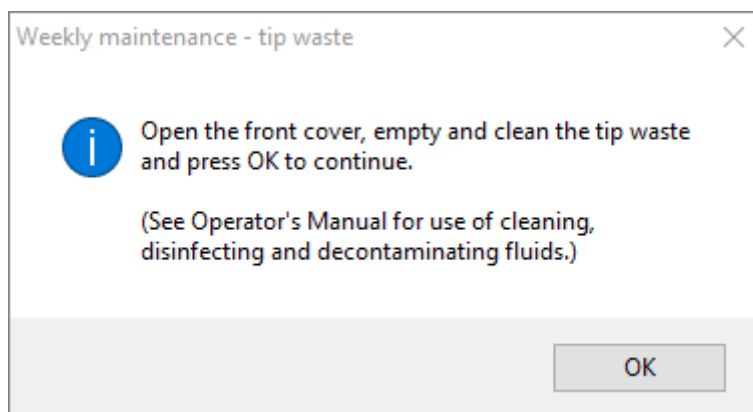 Weekly maintenance - tip waste
Open the front cover, empty and clean the tip waste
and press OK to continue.
(See Operator's Manual for use of cleaning,
disinfecting and decontaminating fluids.)
OK